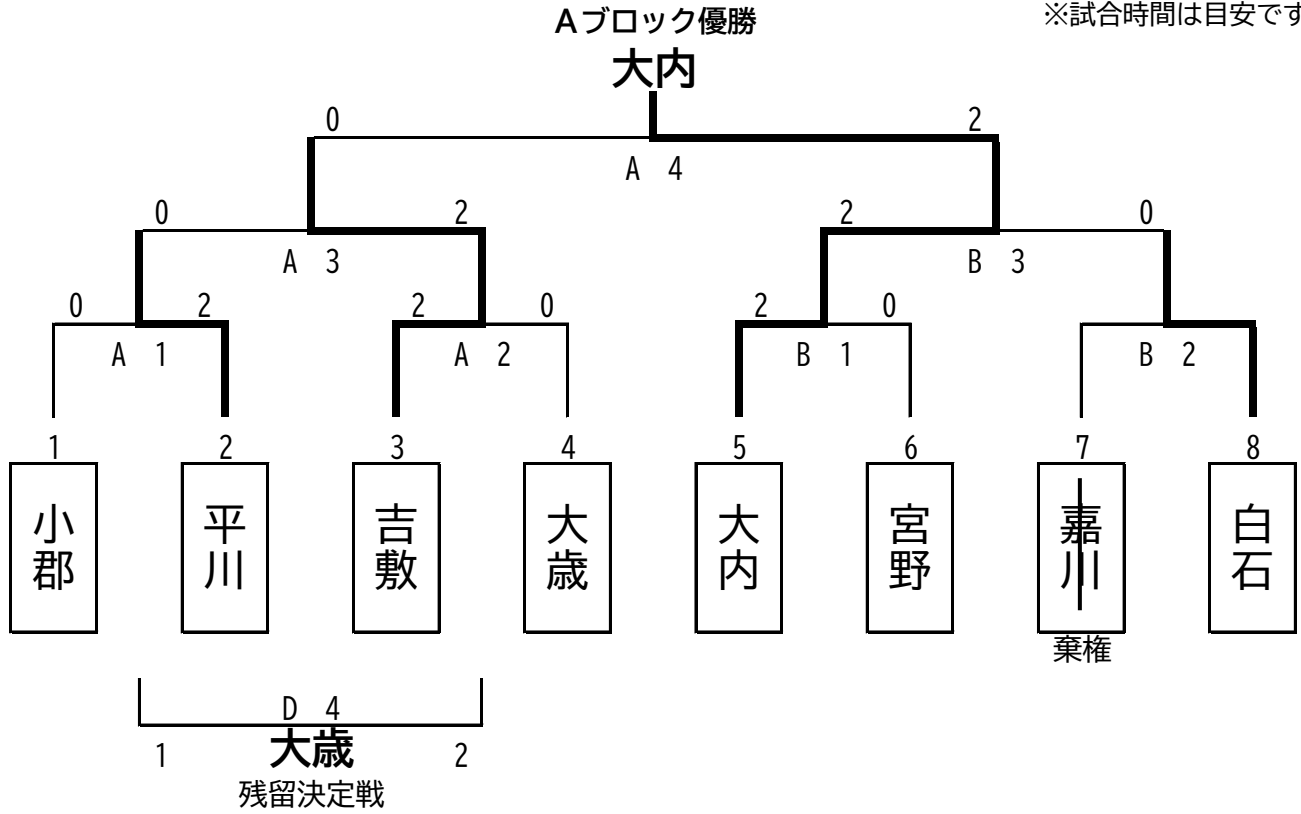 Aブロック優勝
※試合時間は目安です
大内
0 2
A 4
0 2 2 0
A 3 B 3
0 2 2 0 2 0
A 1 A 2 B 1 B 2
1 2 3 4 5 6 7 8
小郡 平川 吉敷 大歳 大内 宮野 嘉川 白石
棄権
D 4
1 大歳 2
残留決定戦